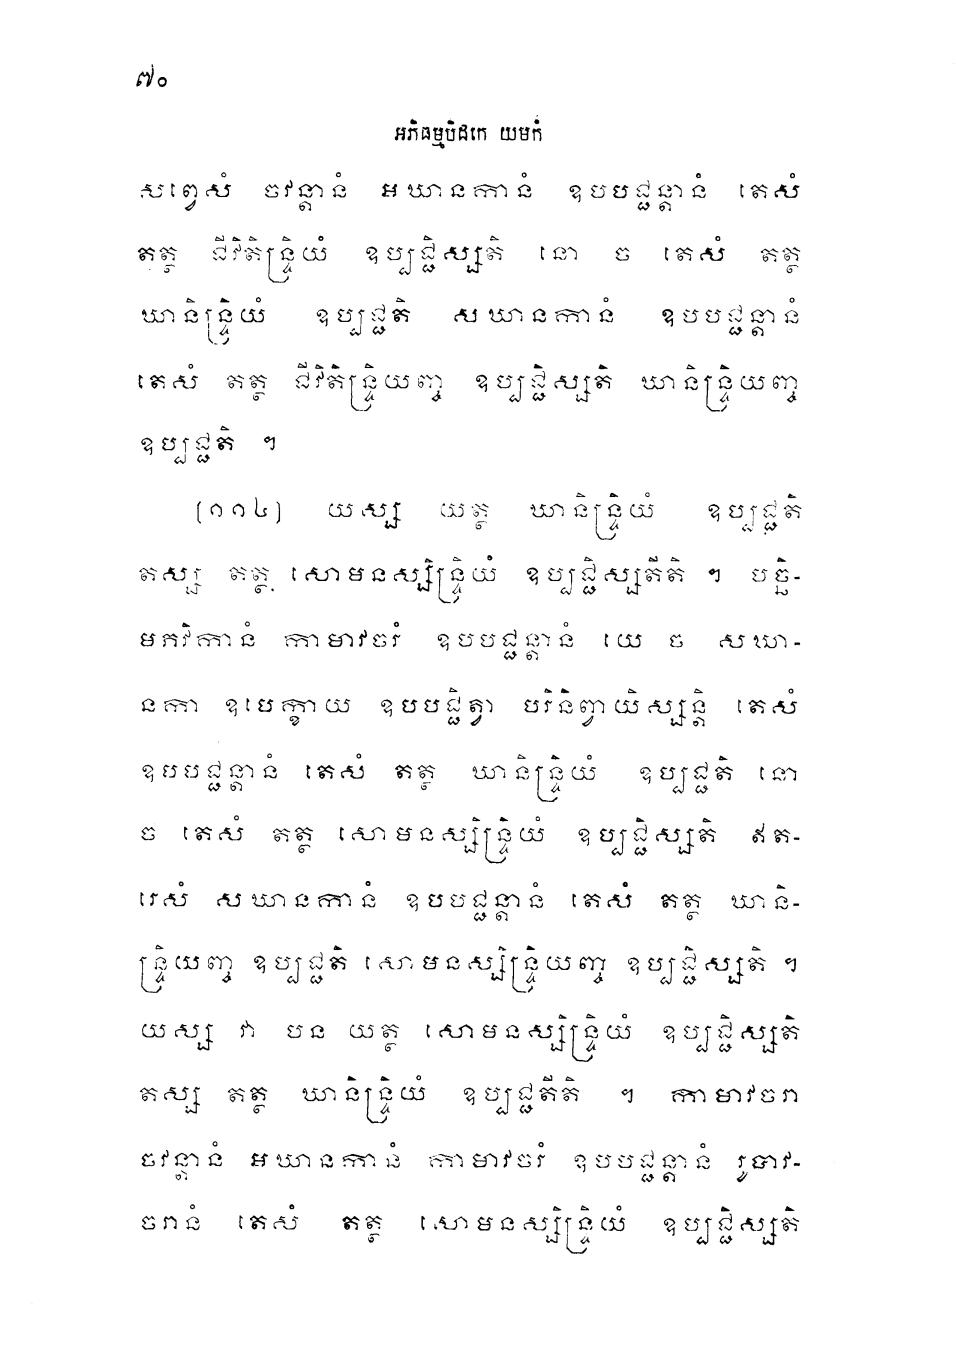 ៧០
អភិធម្មបិដកេ យមកំ
សព្វេសំ ចវន្តានំ អឃានកានំ ឧបបជ្ជន្តានំ តេសំ
តត្ថ ជីវិតិន្ទ្រិយំ ឧប្បជ្ជិស្សតិ នោ ច តេសំ តត្ថ
ឃានិន្ទ្រិយំ ឧប្បជ្ជតិ សឃានកានំ ឧបបជ្ជន្តានំ
តេសំ តត្ថ ជីវិតិន្ទ្រិយញ្ច ឧប្បជ្ជិស្សតិ ឃានិន្ទ្រិយញ្ច
ឧប្បជ្ជតិ ។
(១១៤) យស្ស យត្ថ ឃានិន្ទ្រិយំ ឧប្បជ្ជតិ
តស្ស តត្ថ សោមនស្សិន្ទ្រិយំ ឧប្បជ្ជិស្សតីតិ ។ បច្ឆិ-
មភវិកានំ កាមាវចរំ ឧបបជ្ជន្តានំ យេ ច សឃា-
នកា ឧបេក្ខាយ ឧបបជ្ជិត្វា បរិនិព្វាយិស្សន្តិ តេសំ
ឧបបជ្ជន្តានំ តេសំ តត្ថ ឃានិន្ទ្រិយំ ឧប្បជ្ជតិ នោ
ច តេសំ តត្ថ សោមនស្សិន្ទ្រិយំ ឧប្បជ្ជិស្សតិ ឥត-
រេសំ សឃានកានំ ឧបបជ្ជន្តានំ តេសំ តត្ថ ឃានិ-
ន្ទ្រិយញ្ច ឧប្បជ្ជតិ សោមនស្សិន្ទ្រិយញ្ច ឧប្បជ្ជិស្សតិ ។
យស្ស វា បន យត្ថ សោមនស្សិន្ទ្រិយំ ឧប្បជ្ជិស្សតិ
តស្ស តត្ថ ឃានិន្ទ្រិយំ ឧប្បជ្ជតីតិ ។ កាមាវចរា
ចវន្តានំ អឃានកានំ កាមាវចរំ ឧបបជ្ជន្តានំ រូបាវ-
ចរានំ តេសំ តត្ថ សោមនស្សិន្ទ្រិយំ ឧប្បជ្ជិស្សតិ